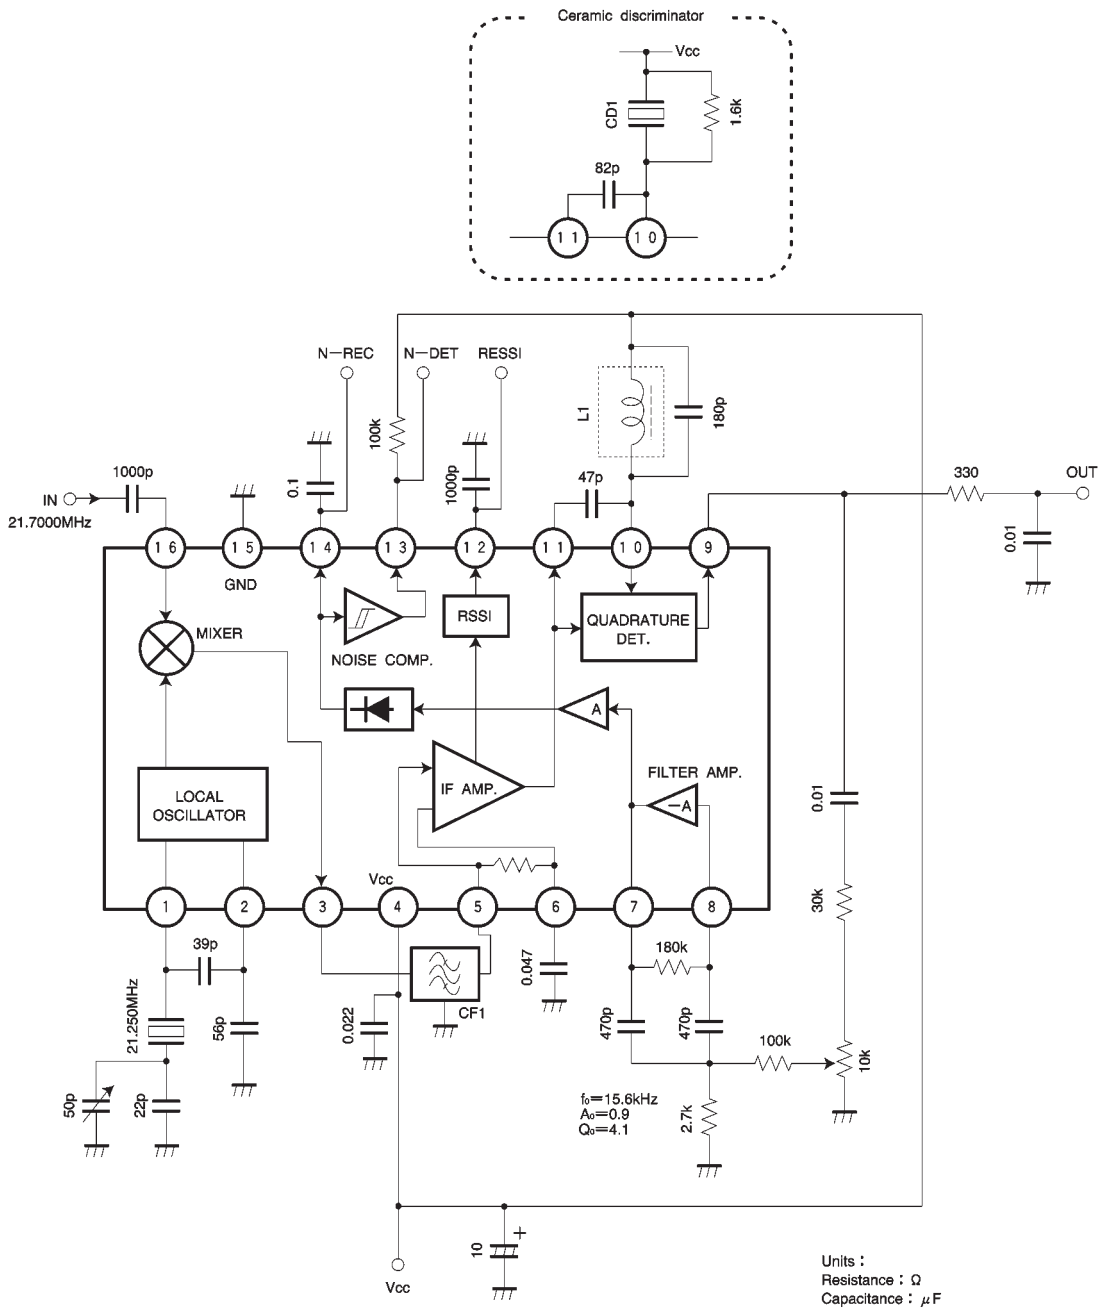 Ceramic discriminator
Vcc
CD1
1.6k
82p
11
10
N−REC
N−DET
RESSI
L1
180p
100k
0.1
1000p
47p
1000p
IN
21.7000MHz
330
OUT
0.01
16
15
14
13
12
11
10
9
GND
MIXER
NOISE COMP.
RSSI
QUADRATURE
DET.
A
IF AMP.
FILTER AMP.
−A
LOCAL
OSCILLATOR
0.01
30k
10k
Vcc
1
2
3
4
5
6
7
8
39p
21.250MHz
56p
50p
22p
0.022
CF1
0.047
180k
470p
470p
100k
2.7k
f₀=15.6kHz
A₀=0.9
Q₀=4.1
10
+
Vcc
Units :
Resistance : Ω
Capacitance : μF